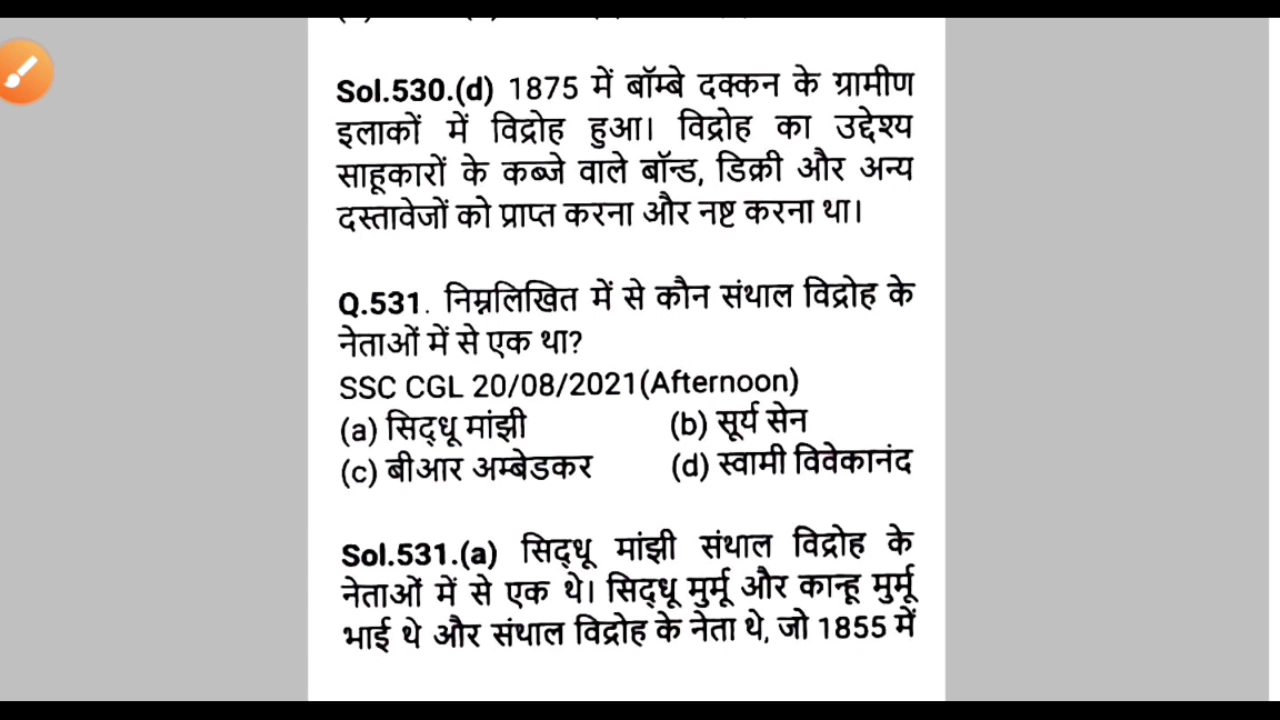 Sol.530.(d) 1875 में बॉम्बे दक्कन के ग्रामीण
इलाकों में विद्रोह हुआ। विद्रोह का उद्देश्य
साहूकारों के कब्जे वाले बॉन्ड, डिक्री और अन्य
दस्तावेजों को प्राप्त करना और नष्ट करना था।
Q.531. निम्नलिखित में से कौन संथाल विद्रोह के
नेताओं में से एक था?
SSC CGL 20/08/2021(Afternoon)
(a) सिद्धू मांझी (b) सूर्य सेन
(c) बीआर अम्बेडकर (d) स्वामी विवेकानंद
Sol.531.(a) सिद्धू मांझी संथाल विद्रोह के
नेताओं में से एक थे। सिद्धू मुर्मू और कान्हू मुर्मू
भाई थे और संथाल विद्रोह के नेता थे, जो 1855 में